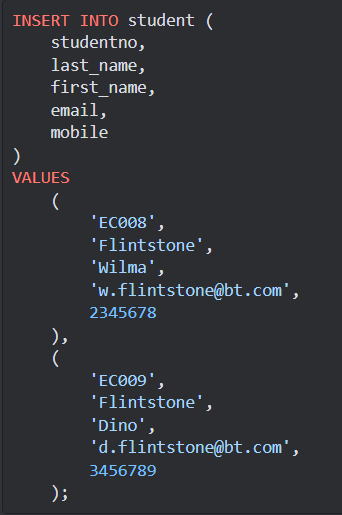 INSERT INTO student (
    studentno,
    last_name,
    first_name,
    email,
    mobile
)
VALUES
    (
        'EC008',
        'Flintstone',
        'Wilma',
        'w.flintstone@bt.com',
        2345678
    ),
    (
        'EC009',
        'Flintstone',
        'Dino',
        'd.flintstone@bt.com',
        3456789
    );